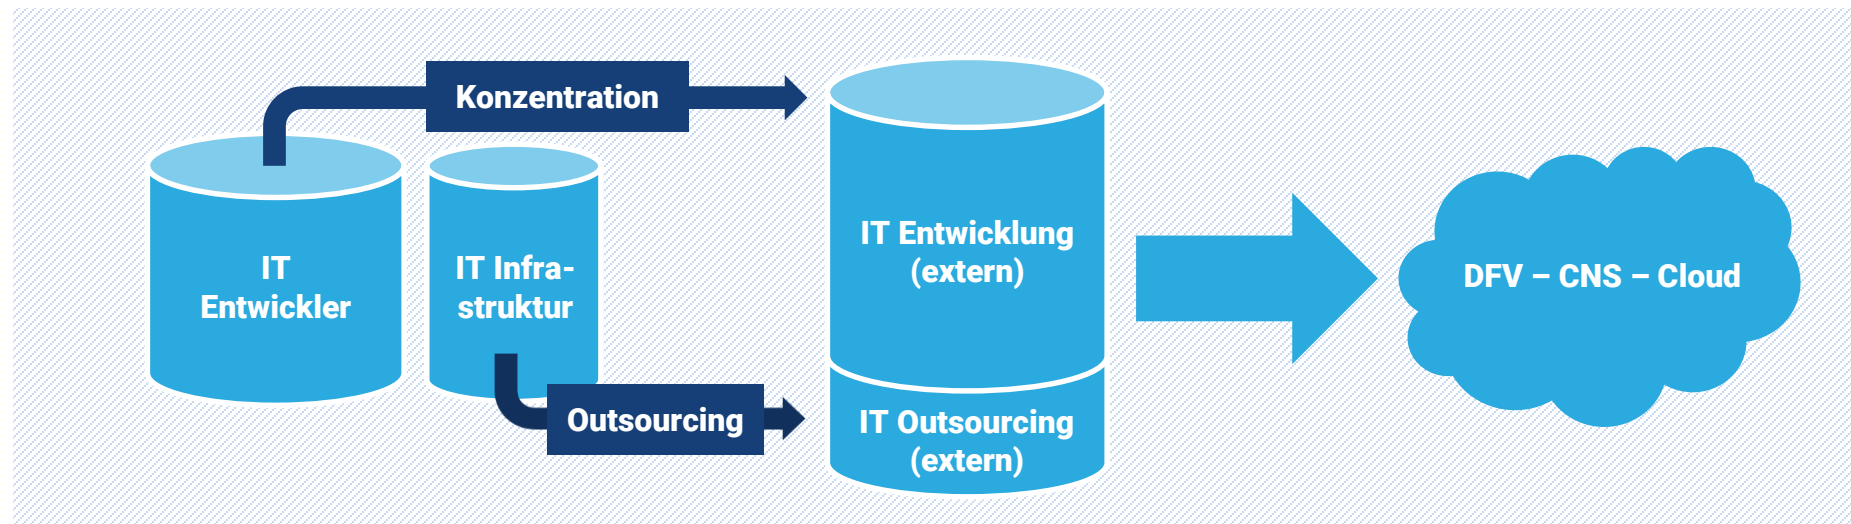 Konzentration
IT
Entwickler
IT Infra-
struktur
Outsourcing
IT Entwicklung
(extern)
IT Outsourcing
(extern)
DFV – CNS – Cloud